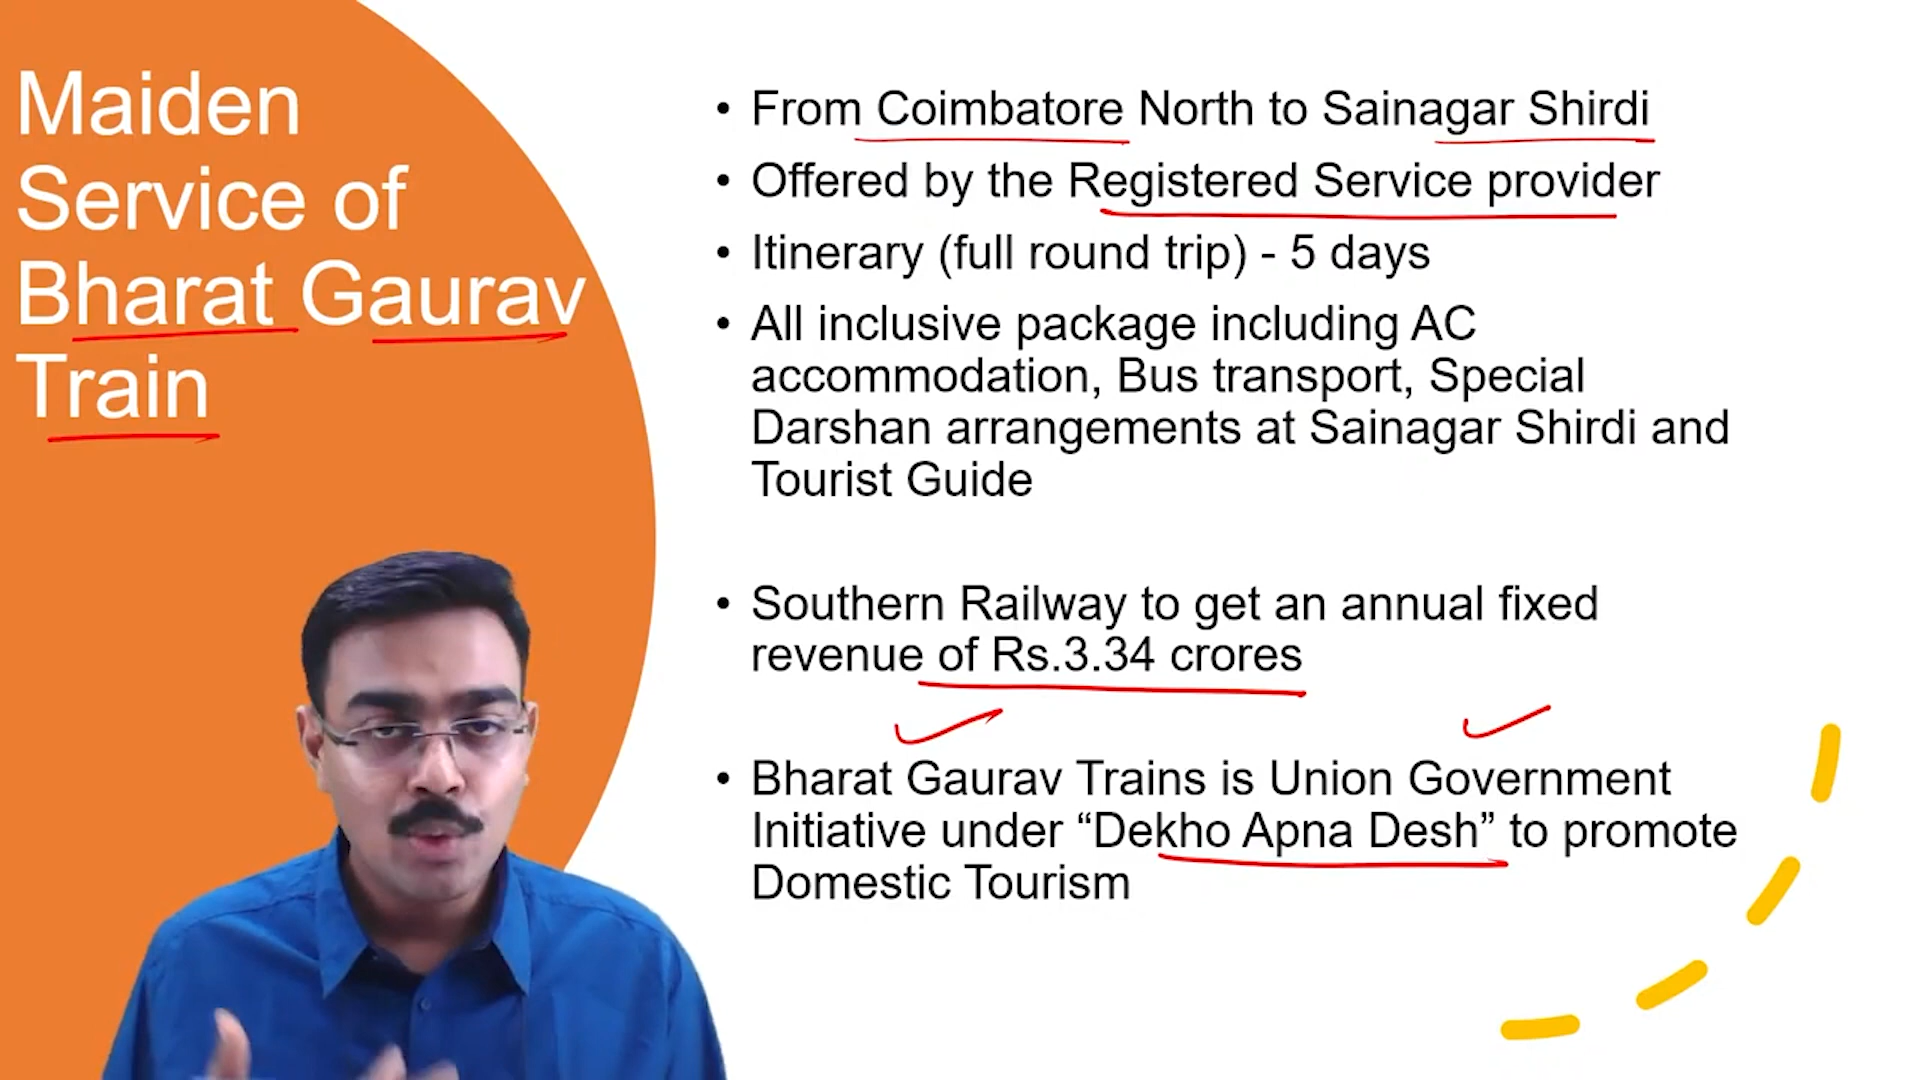 Maiden
Service of
Bharat Gaurav
Train
• From Coimbatore North to Sainagar Shirdi
• Offered by the Registered Service provider
• Itinerary (full round trip) - 5 days
• All inclusive package including AC
accommodation, Bus transport, Special
Darshan arrangements at Sainagar Shirdi and
Tourist Guide
• Southern Railway to get an annual fixed
revenue of Rs.3.34 crores
• Bharat Gaurav Trains is Union Government
Initiative under “Dekho Apna Desh” to promote
Domestic Tourism